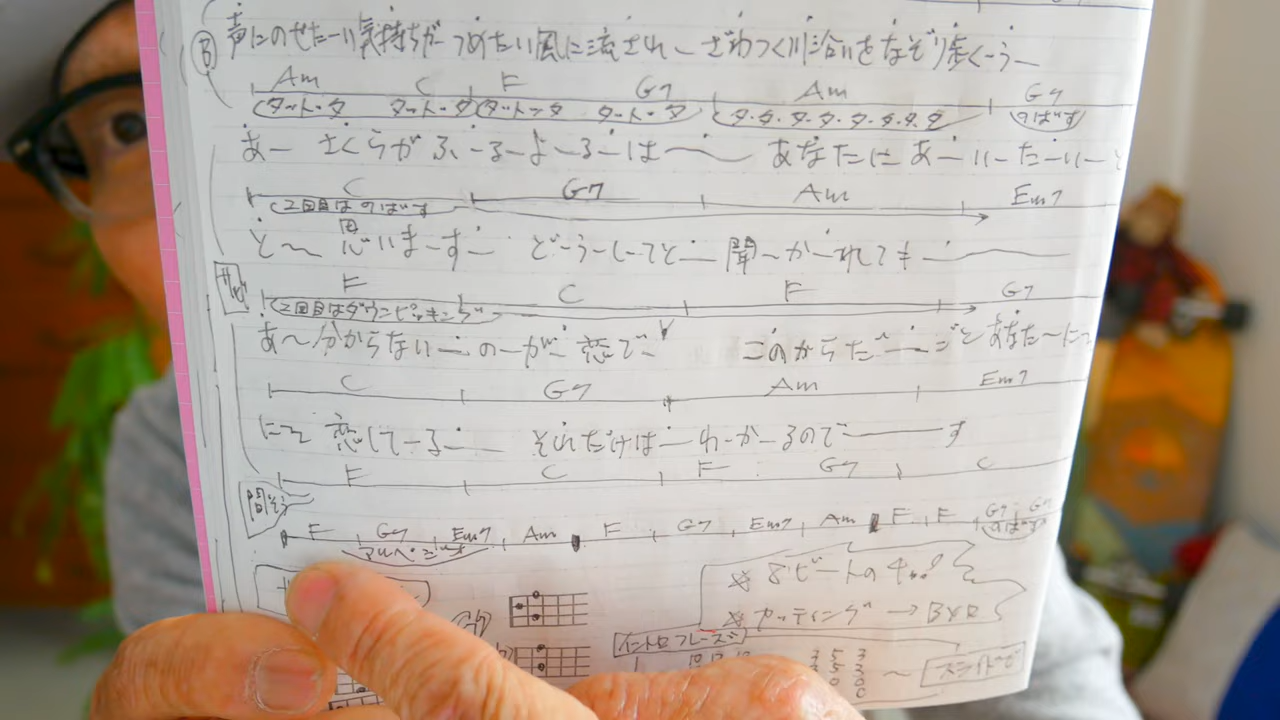 B 声にのせたーい気持ちがー つめたい風に流されー ざわつく川沿いをなぞり歩くーうー
Am C F G7 Am G7
タット・タ タット・タ タットッタ タット・タ タ・タ・タ・タ・タ・タ・タ・タ のばす
あー さくらがふーるーよーるーは〜 あなたにあーいーたーいーと
C G7 Am Em7
2回目はのばす
と〜 思いまーすー どーうーしーてとー 聞ーかーれてもー
サビ F C F G7
2回目はダウンピッキング
あ〜分からないーのーがー恋でー このからだーごとあなた〜に
C G7 Am Em7
にを 恋してーるー それだけはーわーかーるのでーす
F C F G7 C
間そう
F G7 Em7 Am F G7 Em7 Am F F G7 G7
アルペジオ のばす
※ 8ビートの
※ カッティング →
イントロフレーズ
3 5 3